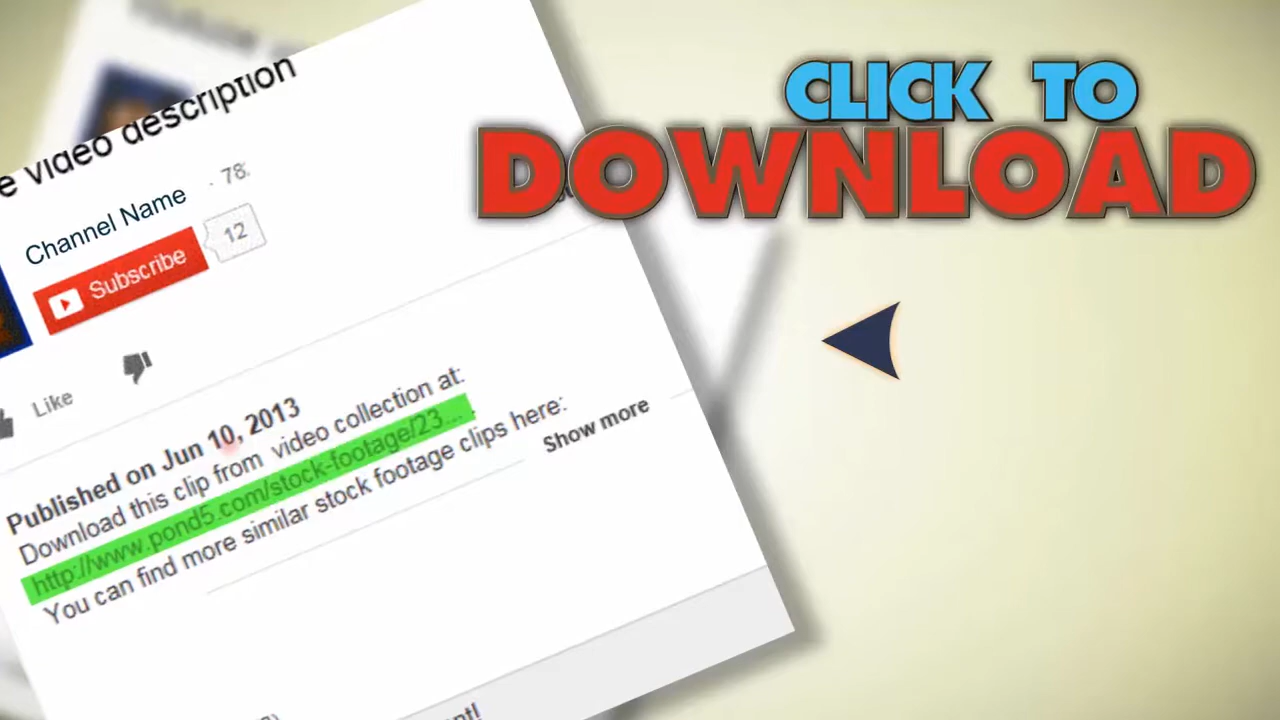 CLICK TO
DOWNLOAD
e video description
Channel Name
78
Subscribe
12
Like
Published on Jun 10, 2013
Download this clip from video collection at:
http://www.pond5.com/stock-footage/23...
You can find more similar stock footage clips here:
Show more